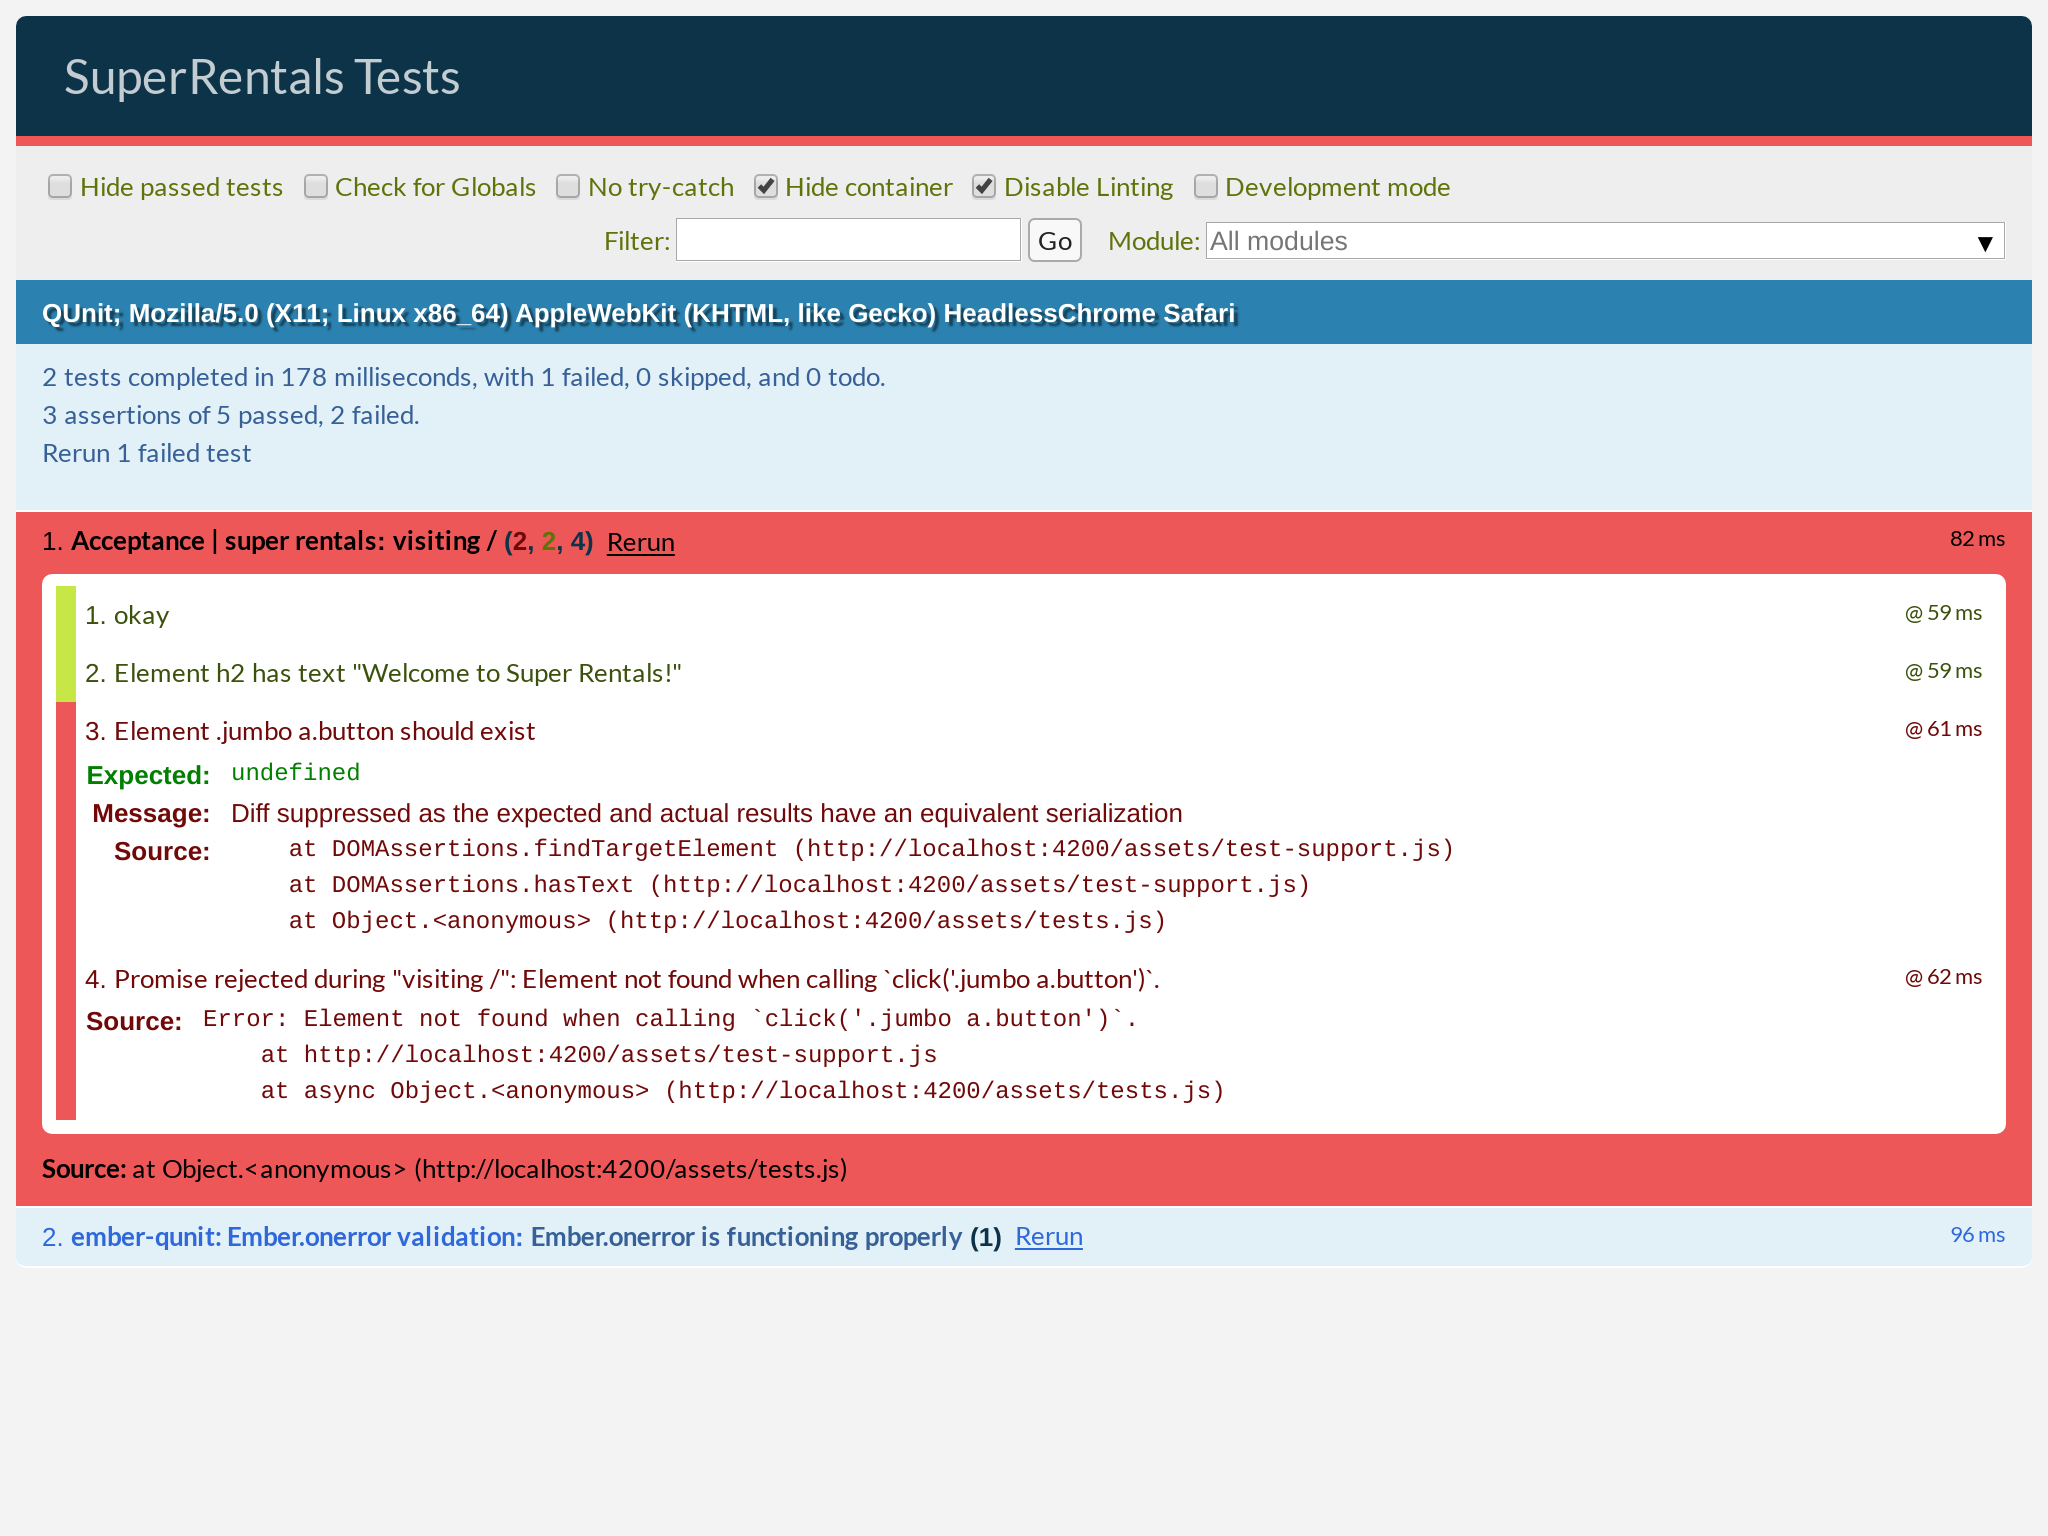 SuperRentals Tests
Hide passed tests Check for Globals No try-catch Hide container Disable Linting Development mode
Filter: Go Module: All modules ▼
QUnit; Mozilla/5.0 (X11; Linux x86_64) AppleWebKit (KHTML, like Gecko) HeadlessChrome Safari
2 tests completed in 178 milliseconds, with 1 failed, 0 skipped, and 0 todo.
3 assertions of 5 passed, 2 failed.
Rerun 1 failed test
1. Acceptance | super rentals: visiting / (2, 2, 4) Rerun 82 ms
1. okay @ 59 ms
2. Element h2 has text "Welcome to Super Rentals!" @ 59 ms
3. Element .jumbo a.button should exist @ 61 ms
Expected: undefined
Message: Diff suppressed as the expected and actual results have an equivalent serialization
Source: at DOMAssertions.findTargetElement (http://localhost:4200/assets/test-support.js)
at DOMAssertions.hasText (http://localhost:4200/assets/test-support.js)
at Object.<anonymous> (http://localhost:4200/assets/tests.js)
4. Promise rejected during "visiting /": Element not found when calling `click('.jumbo a.button')`. @ 62 ms
Source: Error: Element not found when calling `click('.jumbo a.button')`.
at http://localhost:4200/assets/test-support.js
at async Object.<anonymous> (http://localhost:4200/assets/tests.js)
Source: at Object.<anonymous> (http://localhost:4200/assets/tests.js)
2. ember-qunit: Ember.onerror validation: Ember.onerror is functioning properly (1) Rerun 96 ms